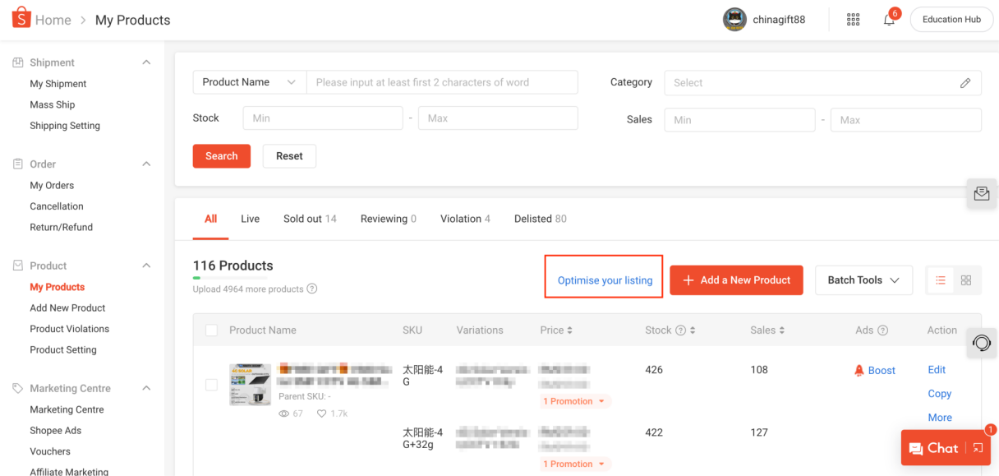 Home > My Products
chinagift88
6
Education Hub
Shipment
My Shipment
Mass Ship
Shipping Setting
Order
My Orders
Cancellation
Return/Refund
Product
My Products
Add New Product
Product Violations
Product Setting
Marketing Centre
Marketing Centre
Shopee Ads
Vouchers
Affiliate Marketing
Product Name
Please input at least first 2 characters of word
Category
Select
Stock
Min
-
Max
Sales
Min
-
Max
Search
Reset
All
Live
Sold out 14
Reviewing 0
Violation 4
Delisted 80
116 Products
Upload 4964 more products
Optimise your listing
+ Add a New Product
Batch Tools
Product Name
SKU
Variations
Price
Stock
Sales
Ads
Action
4G SOLAR
Parent SKU: -
67
1.7k
太阳能-4
G
1 Promotion
426
108
Boost
Edit
Copy
More
太阳能-4
G+32g
1 Promotion
422
127
Chat
1